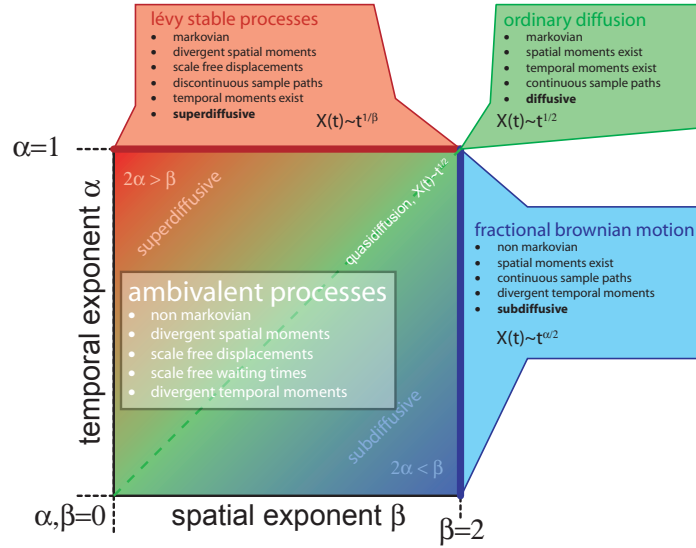 lévy stable processes
• markovian
• divergent spatial moments
• scale free displacements
• discontinuous sample paths
• temporal moments exist
• superdiffusive
X(t)~t^{1/β}
ordinary diffusion
• markovian
• spatial moments exist
• temporal moments exist
• continuous sample paths
• diffusive
X(t)~t^{1/2}
α=1
2α > β
superdiffusive
quasidiffusion, X(t)~t^{1/2}
temporal exponent α
fractional brownian motion
• non markovian
• spatial moments exist
• continuous sample paths
• divergent temporal moments
• subdiffusive
X(t)~t^{α/2}
ambivalent processes
• non markovian
• divergent spatial moments
• scale free displacements
• scale free waiting times
• divergent temporal moments
subdiffusive
2α < β
α,β=0
spatial exponent β
β=2